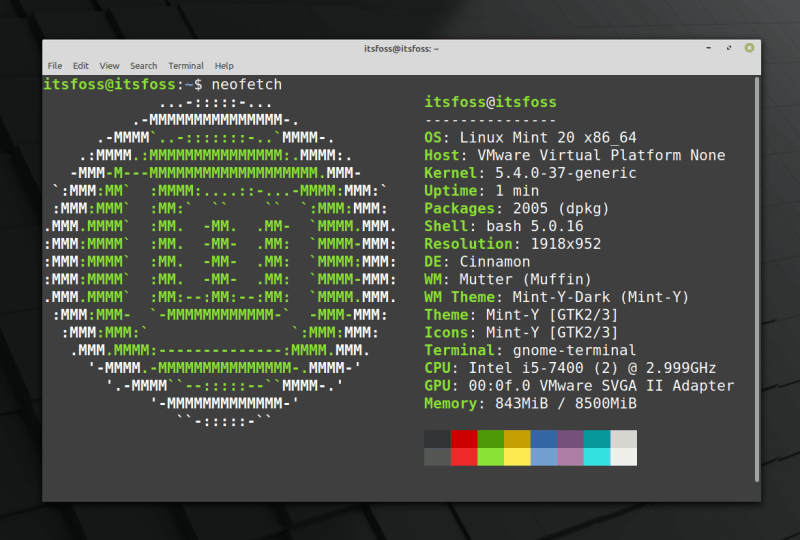 itsfoss@itsfoss: ~
File Edit View Search Terminal Help
itsfoss@itsfoss:~$ neofetch
...-:::::-...
.-MMMMMMMMMMMMMMM-.
.-MMMM`..-:::::::-..`MMMM-.
.:MMMM.:MMMMMMMMMMMMMMM:.MMMM:.
-MMM-M---MMMMMMMMMMMMMMMMMMM.MMM-
`:MMM:MM`  :MMMM:....::-...-MMMM:MMM:`
:MMM:MMM`  :MM:`  ``    ``  `:MMM:MMM:
.MMM.MMMM`  :MM.  -MM.  .MM-  `MMMM.MMM.
:MMM:MMMM`  :MM.  -MM-  .MM:  `MMMM-MMM:
:MMM:MMMM`  :MM.  -MM-  .MM:  `MMMM:MMM:
:MMM:MMMM`  :MM.  -MM-  .MM:  `MMMM-MMM:
.MMM.MMMM`  :MM:--:MM:--:MM:  `MMMM.MMM.
:MMM:MMM-  `-MMMMMMMMMMMM-`  -MMM-MMM:
:MMM:MMM:`                `:MMM:MMM:
.MMM.MMMM:--------------:MMMM.MMM.
'-MMMM.-MMMMMMMMMMMMMMM-.MMMM-'
'.-MMMM``--:::::--``MMMM-.'
'-MMMMMMMMMMMMM-'
``-:::::-``
itsfoss@itsfoss
---------------
OS: Linux Mint 20 x86_64
Host: VMware Virtual Platform None
Kernel: 5.4.0-37-generic
Uptime: 1 min
Packages: 2005 (dpkg)
Shell: bash 5.0.16
Resolution: 1918x952
DE: Cinnamon
WM: Mutter (Muffin)
WM Theme: Mint-Y-Dark (Mint-Y)
Theme: Mint-Y [GTK2/3]
Icons: Mint-Y [GTK2/3]
Terminal: gnome-terminal
CPU: Intel i5-7400 (2) @ 2.999GHz
GPU: 00:0f.0 VMware SVGA II Adapter
Memory: 843MiB / 8500MiB